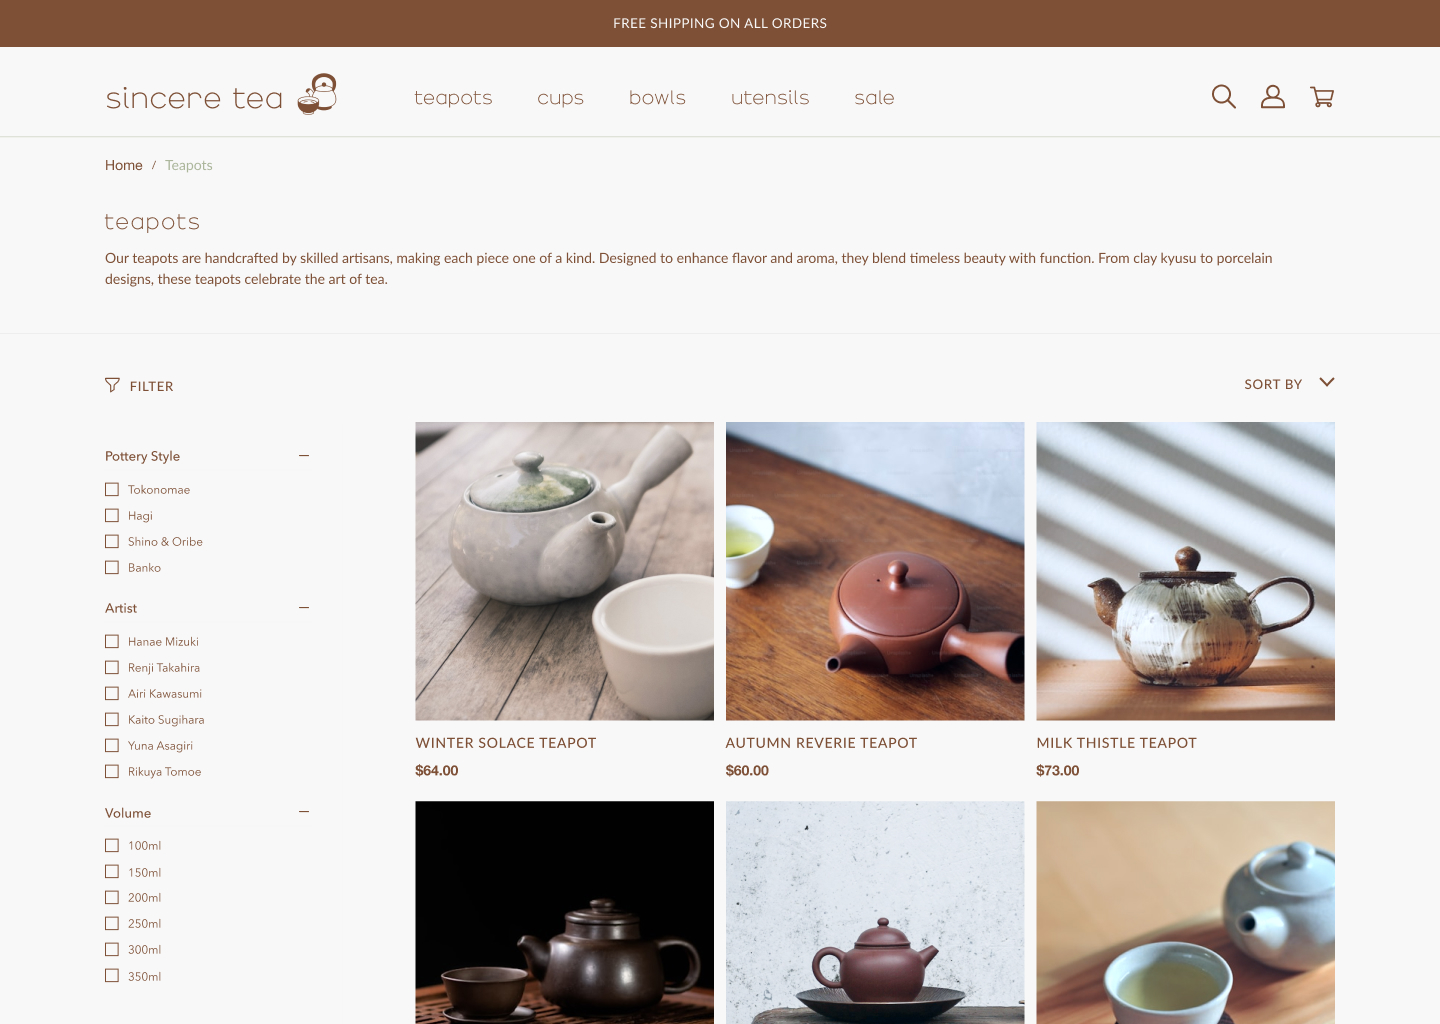 FREE SHIPPING ON ALL ORDERS
sincere tea
teapots
cups
bowls
utensils
sale
Home / Teapots
teapots
Our teapots are handcrafted by skilled artisans, making each piece one of a kind. Designed to enhance flavor and aroma, they blend timeless beauty with function. From clay kyusu to porcelain
designs, these teapots celebrate the art of tea.
FILTER
SORT BY
Pottery Style
Tokonomae
Hagi
Shino & Oribe
Banko
Artist
Hanae Mizuki
Renji Takahira
Airi Kawasumi
Kaito Sugihara
Yuna Asagiri
Rikuya Tomoe
Volume
100ml
150ml
200ml
250ml
300ml
350ml
WINTER SOLACE TEAPOT
$64.00
AUTUMN REVERIE TEAPOT
$60.00
MILK THISTLE TEAPOT
$73.00